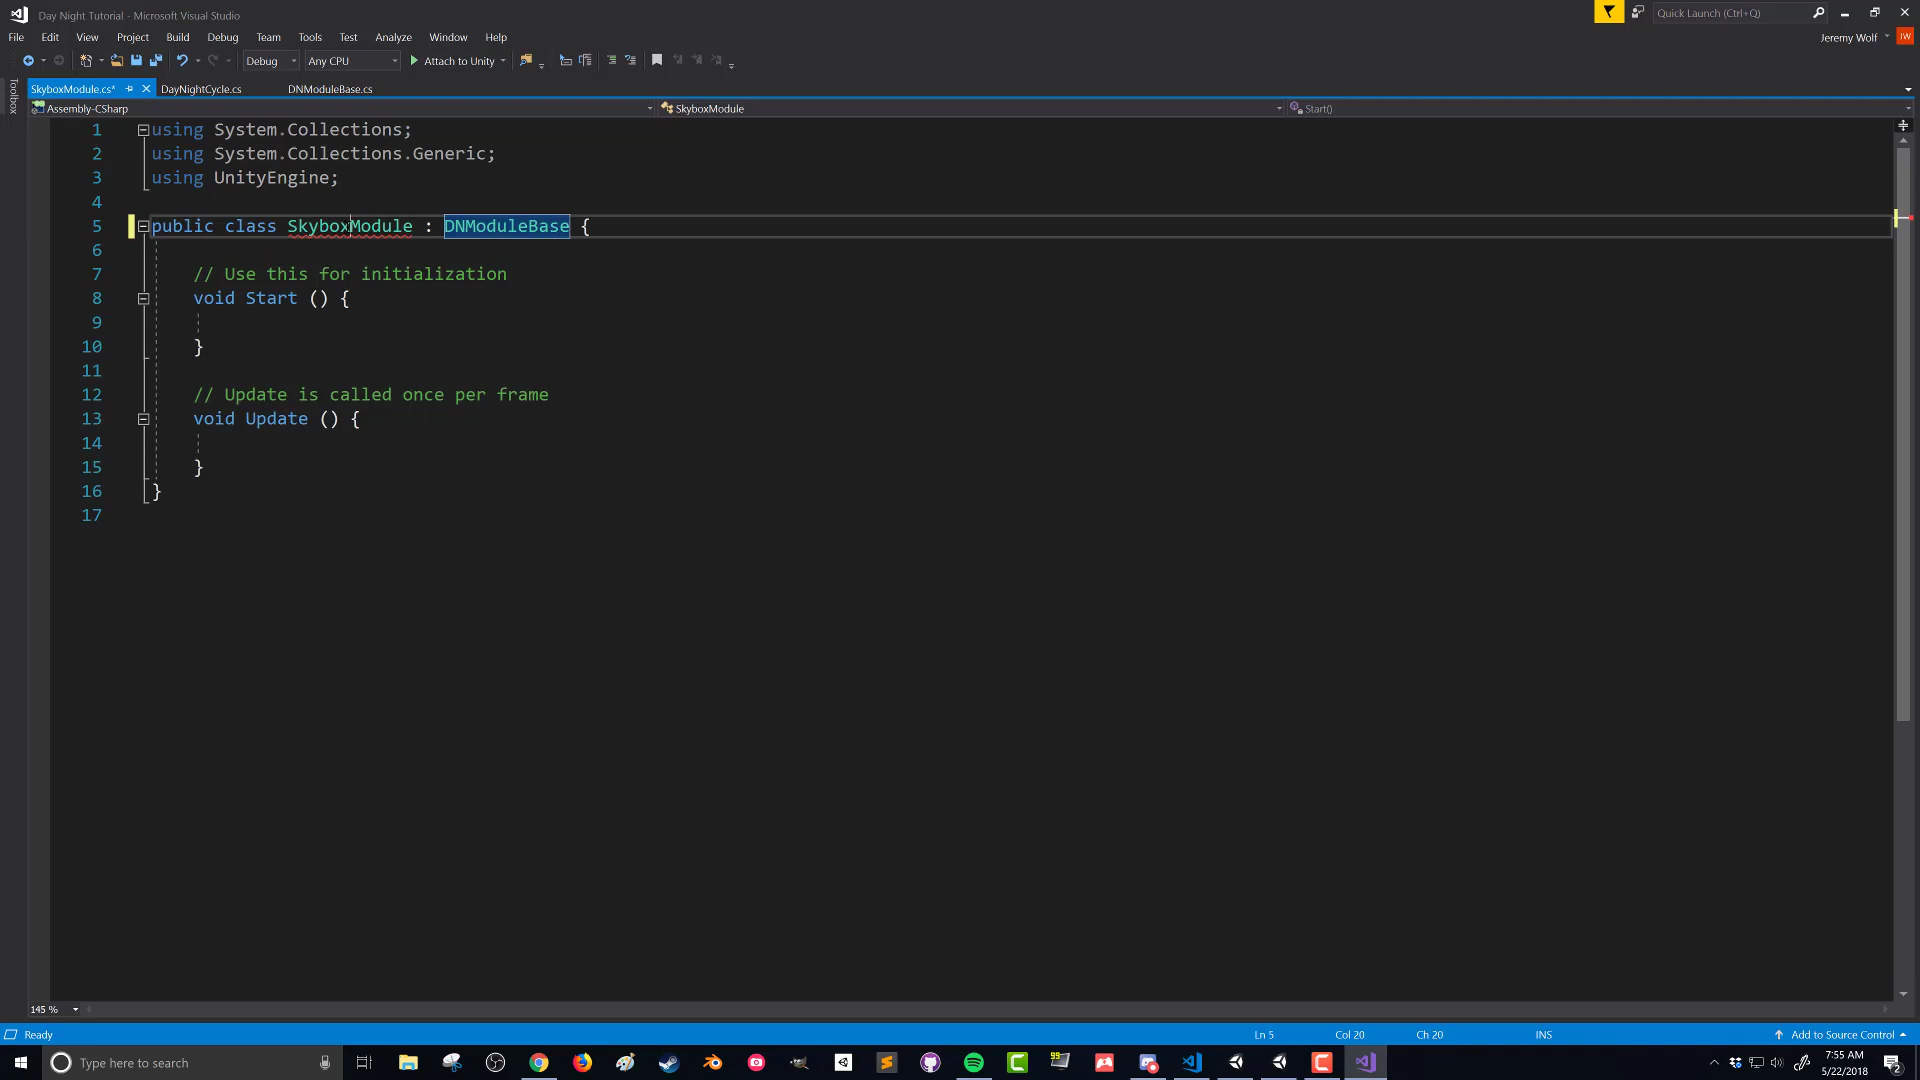 Day Night Tutorial - Microsoft Visual Studio
Quick Launch (Ctrl+Q)
File Edit View Project Build Debug Team Tools Test Analyze Window Help
Jeremy Wolf
JW
Debug
Any CPU
Attach to Unity
Toolbox
SkyboxModule.cs*
DayNightCycle.cs
DNModuleBase.cs
Assembly-CSharp
SkyboxModule
Start()
1 using System.Collections;
2 using System.Collections.Generic;
3 using UnityEngine;
4
5 public class SkyboxModule : DNModuleBase {
6
7 // Use this for initialization
8 void Start () {
9
10 }
11
12 // Update is called once per frame
13 void Update () {
14
15 }
16 }
17
145 %
Ready
Ln 5
Col 20
Ch 20
INS
Add to Source Control
Type here to search
99
7:55 AM
5/22/2018
2